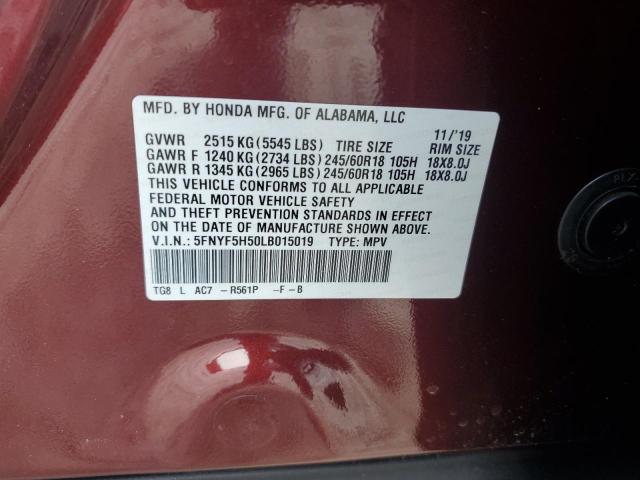 MFD. BY HONDA MFG. OF ALABAMA, LLC
11/'19
GVWR 2515 KG (5545 LBS) TIRE SIZE RIM SIZE
GAWR F 1240 KG (2734 LBS) 245/60R18 105H 18X8.0J
GAWR R 1345 KG (2965 LBS) 245/60R18 105H 18X8.0J
THIS VEHICLE CONFORMS TO ALL APPLICABLE
FEDERAL MOTOR VEHICLE SAFETY
AND THEFT PREVENTION STANDARDS IN EFFECT
ON THE DATE OF MANUFACTURE SHOWN ABOVE.
V.I.N.: 5FNYF5H50LB015019 TYPE: MPV
TG8 L AC7 -R561P -F-B